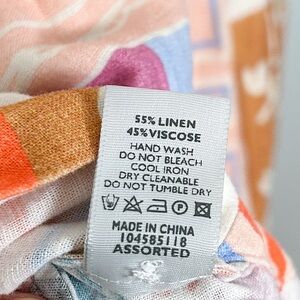 55% LINEN
45% VISCOSE
HAND WASH
DO NOT BLEACH
COOL IRON
DRY CLEANABLE
DO NOT TUMBLE DRY
P
MADE IN CHINA
104585118
ASSORTED